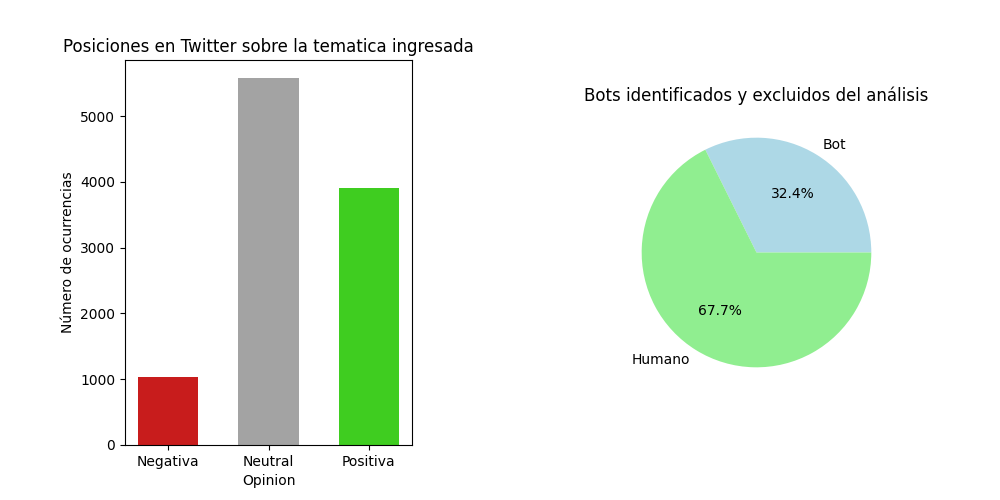 Posiciones en Twitter sobre la tematica ingresada
Número de ocurrencias
5000
4000
3000
2000
1000
0
Negativa
Neutral
Positiva
Opinion
Bots identificados y excluidos del análisis
Bot
32.4%
67.7%
Humano